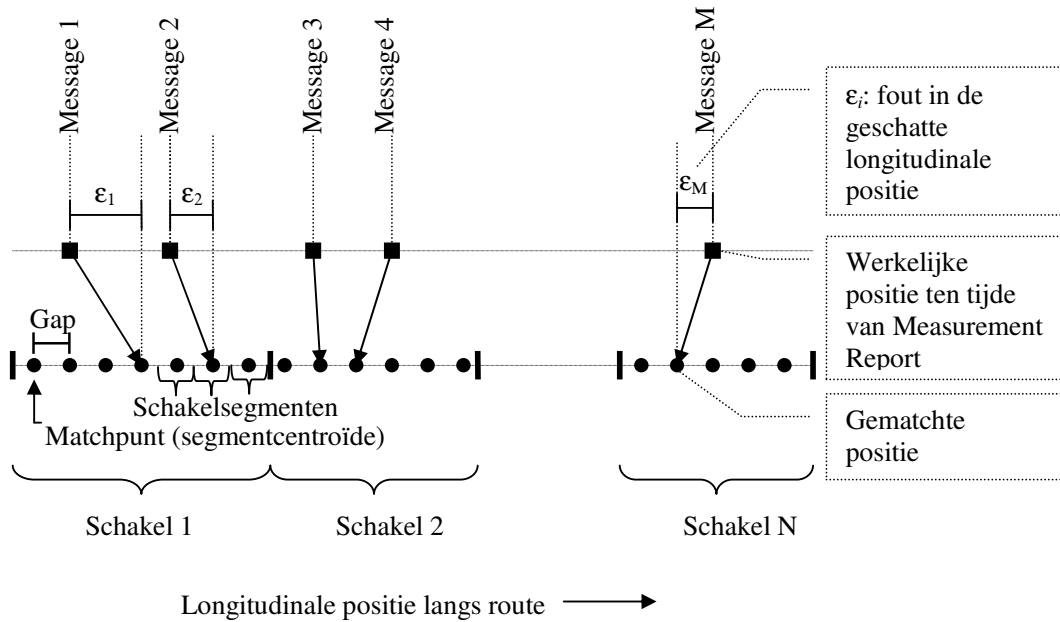 Message 1
Message 2
Message 3
Message 4
Message M
ε1
ε2
εM
εi: fout in de
geschatte
longitudinale
positie
Werkelijke
positie ten tijde
van Measurement
Report
Gap
Schakelsegmenten
Matchpunt (segmentcentroïde)
Gematchte
positie
Schakel 1
Schakel 2
Schakel N
Longitudinale positie langs route